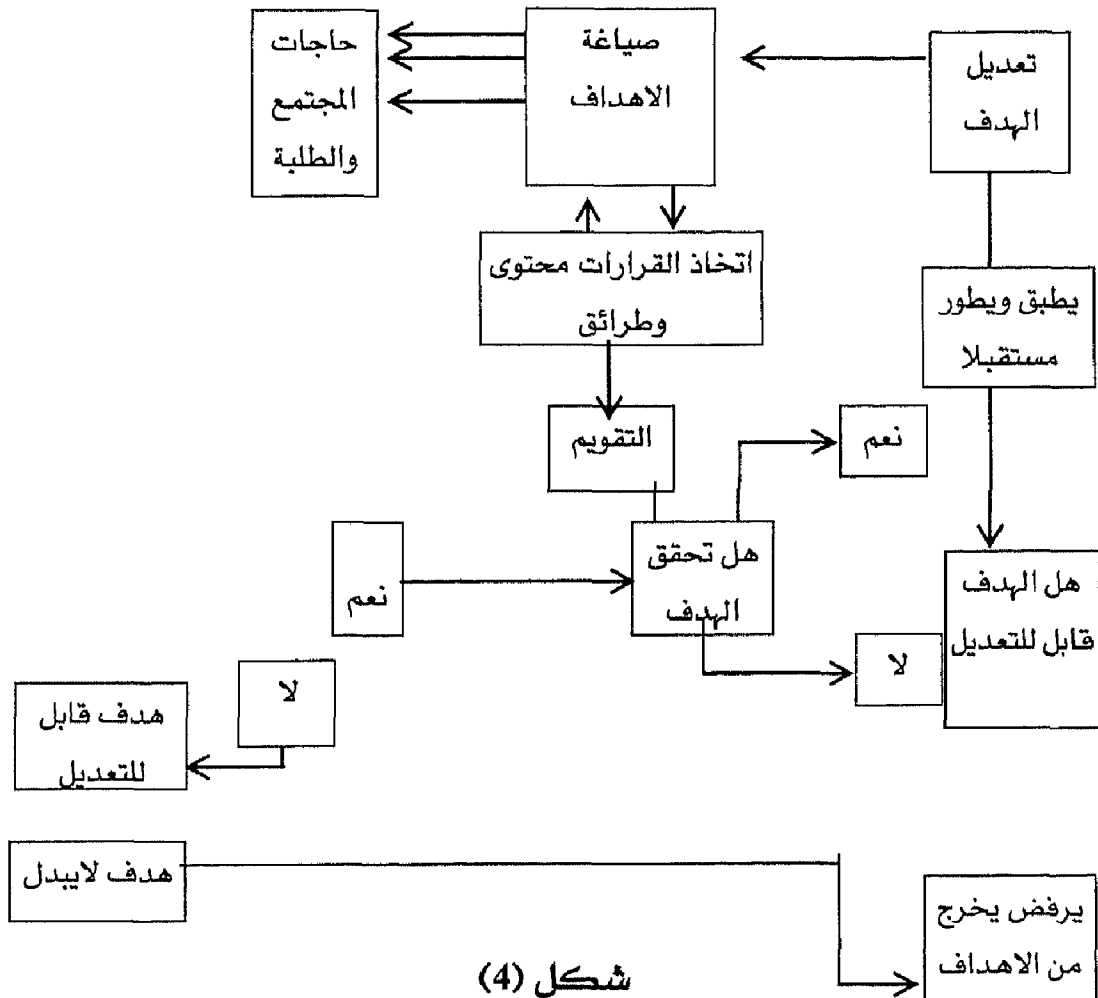 تعديل
الهدف
صياغة
الاهداف
حاجات
المجتمع
والطلبة
اتخاذ القرارات محتوى
وطرائق
يطبق ويطور
مستقبلا
التقويم
نعم
هل تحقق
الهدف
نعم
هل الهدف
قابل للتعديل
لا
لا
هدف قابل
للتعديل
هدف لايبدل
يرفض يخرج
من الاهداف
شكل (4)